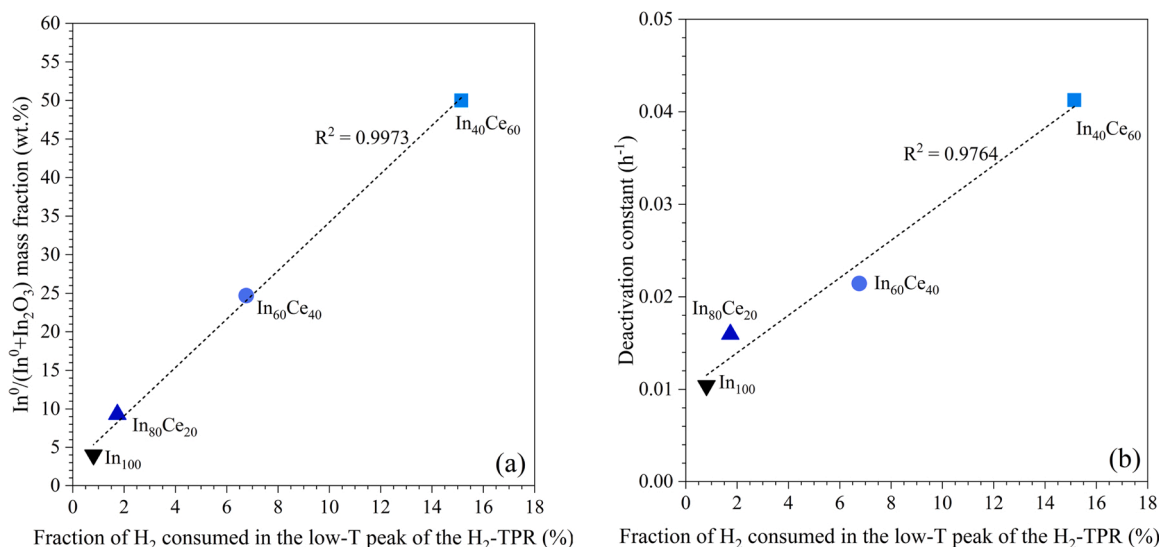 In⁰/(In⁰+In₂O₃) mass fraction (wt.%)
60
55
50
45
40
35
30
25
20
15
10
5
0
R² = 0.9973
In₄₀Ce₆₀
In₆₀Ce₄₀
In₈₀Ce₂₀
In₁₀₀
(a)
0 2 4 6 8 10 12 14 16 18
Fraction of H₂ consumed in the low-T peak of the H₂-TPR (%)
Deactivation constant (h⁻¹)
0.05
0.04
0.03
0.02
0.01
0.00
In₄₀Ce₆₀
R² = 0.9764
In₆₀Ce₄₀
In₈₀Ce₂₀
In₁₀₀
(b)
0 2 4 6 8 10 12 14 16 18
Fraction of H₂ consumed in the low-T peak of the H₂-TPR (%)